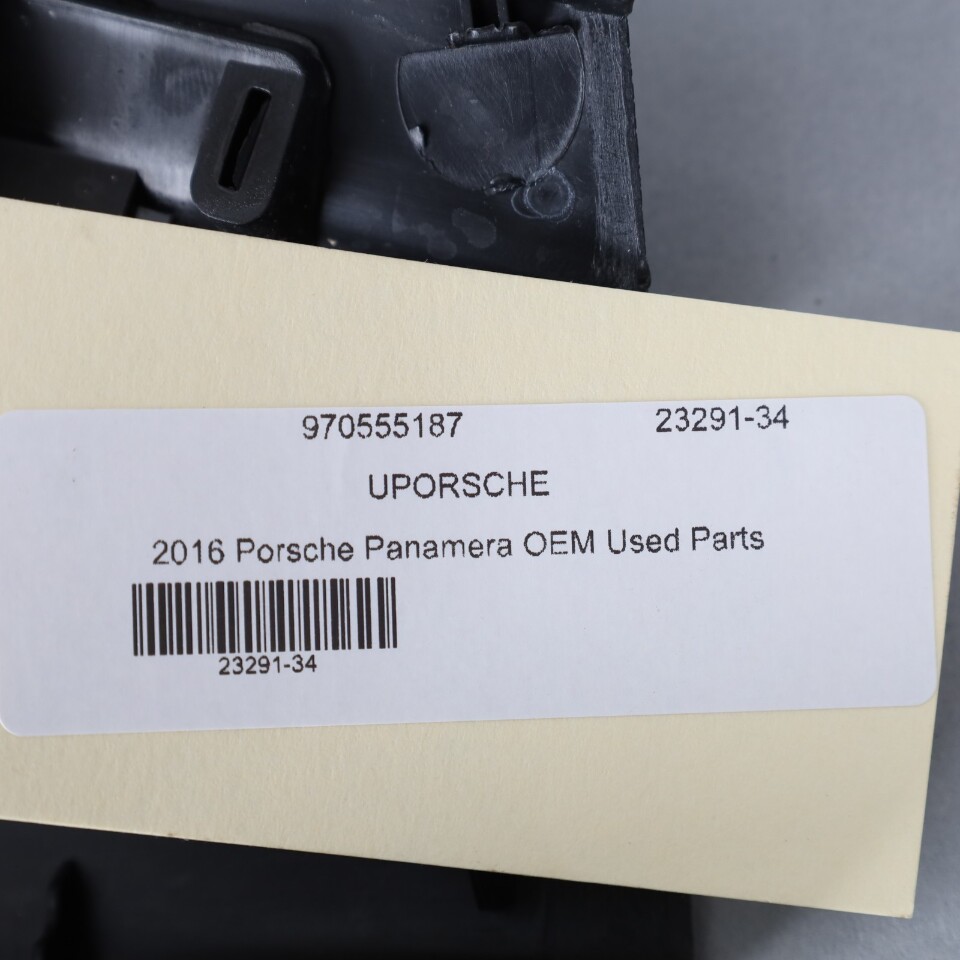 970555187 23291-34
UPORSCHE
2016 Porsche Panamera OEM Used Parts
23291-34